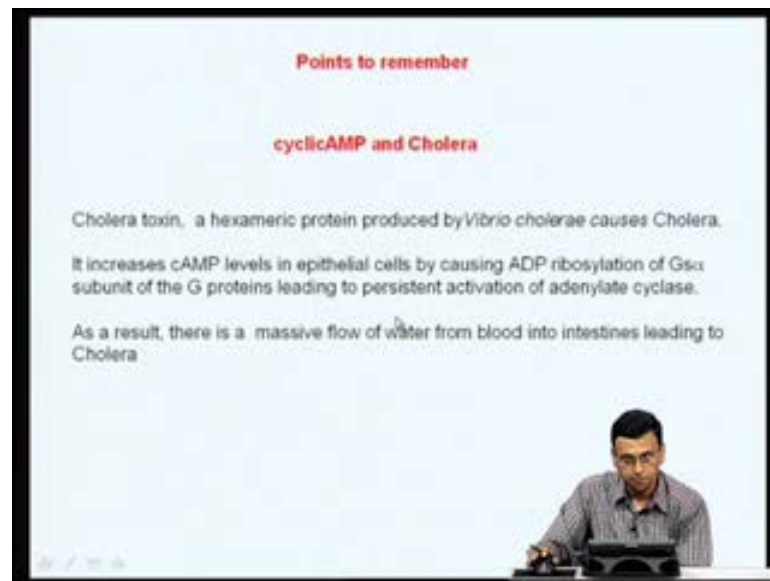 Points to remember
cyclicAMP and Cholera
Cholera toxin, a hexameric protein produced by Vibrio cholerae causes Cholera.
It increases cAMP levels in epithelial cells by causing ADP ribosylation of Gsα
subunit of the G proteins leading to persistent activation of adenylate cyclase.
As a result, there is a massive flow of water from blood into intestines leading to
Cholera